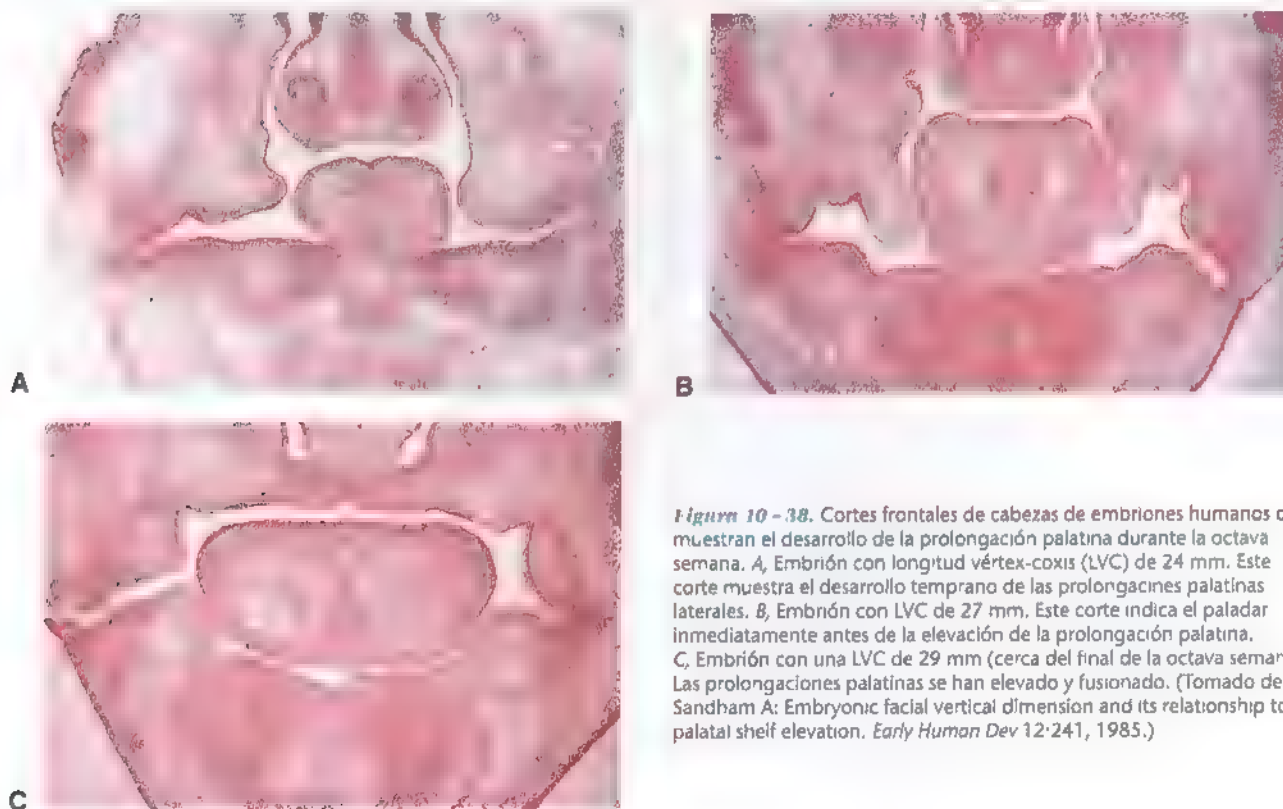 A
B
C
Figura 10 - 38. Cortes frontales de cabezas de embriones humanos
muestran el desarrollo de la prolongación palatina durante la octava
semana. A, Embrión con longitud vértex-coxis (LVC) de 24 mm. Este
corte muestra el desarrollo temprano de las prolongacines palatinas
laterales. B, Embrión con LVC de 27 mm. Este corte indica el paladar
inmediatamente antes de la elevación de la prolongación palatina.
C, Embrión con una LVC de 29 mm (cerca del final de la octava
Las prolongaciones palatinas se han elevado y fusionado. (Tomado de
Sandham A: Embryonic facial vertical dimension and its relationship to
palatal shelf elevation. Early Human Dev 12:241, 1985.)